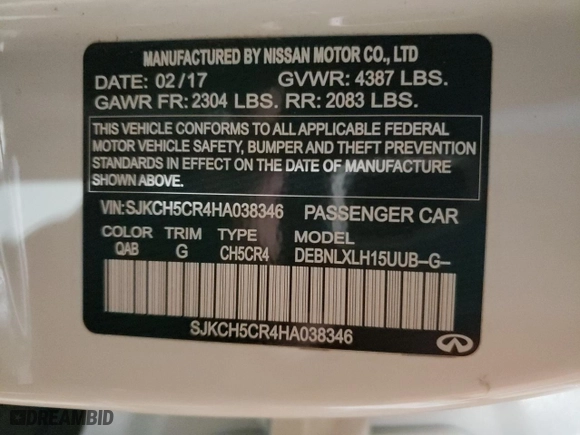 MANUFACTURED BY NISSAN MOTOR CO., LTD
DATE: 02/17 GVWR: 4387 LBS.
GAWR FR: 2304 LBS. RR: 2083 LBS.
THIS VEHICLE CONFORMS TO ALL APPLICABLE FEDERAL
MOTOR VEHICLE SAFETY, BUMPER AND THEFT PREVENTION
STANDARDS IN EFFECT ON THE DATE OF MANUFACTURE
SHOWN ABOVE.
VIN:SJKCH5CR4HA038346 PASSENGER CAR
COLOR TRIM TYPE MODEL
QAB G CH5CR4 DEBNLXLH15UUB-G-
SJKCH5CR4HA038346
DREAMBID